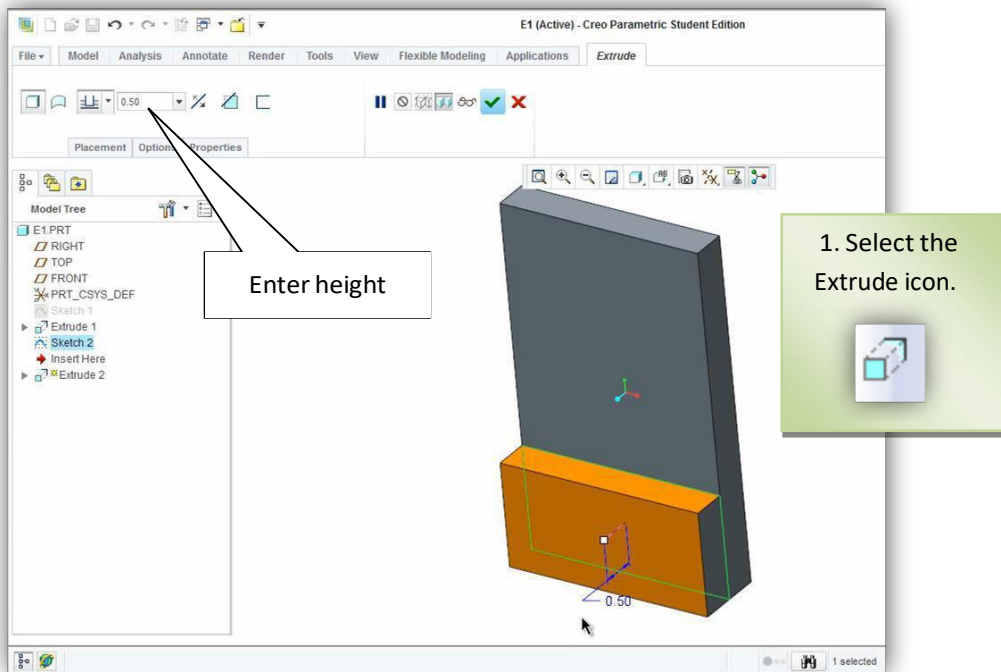 E1 (Active) - Creo Parametric Student Edition
File Model Analysis Annotate Render Tools View Flexible Modeling Applications Extrude
0.50
Placement Options Properties
Model Tree
E1.PRT
RIGHT
TOP
FRONT
PRT_CSYS_DEF
Sketch 1
Extrude 1
Sketch 2
Insert Here
Extrude 2
Enter height
1. Select the
Extrude icon.
0.50
1 selected